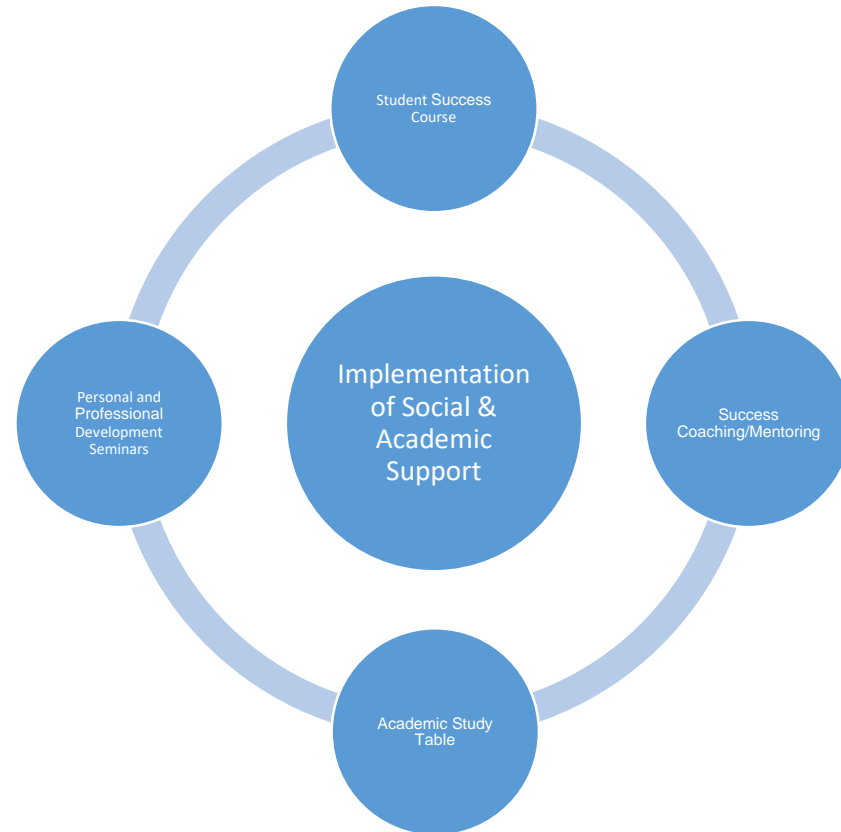 Student Success
Course
Implementation
of Social &
Academic
Support
Personal and
Professional
Development
Seminars
Success
Coaching/Mentoring
Academic Study
Table